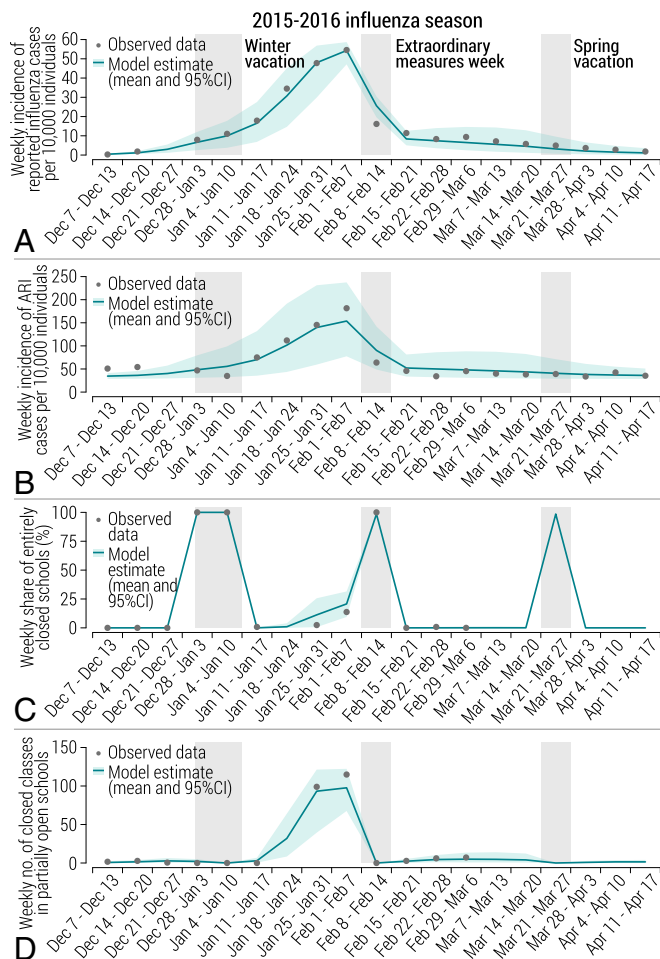 2015-2016 influenza season
Weekly incidence of
reported influenza cases
per 10,000 individuals
60
50
40
30
20
10
0
Observed data
Model estimate
(mean and 95%CI)
Winter
vacation
Extraordinary
measures week
Spring
vacation
Dec 7 - Dec 13
Dec 14 - Dec 20
Dec 21 - Dec 27
Dec 28 - Jan 3
Jan 4 - Jan 10
Jan 11 - Jan 17
Jan 18 - Jan 24
Jan 25 - Jan 31
Feb 1 - Feb 7
Feb 8 - Feb 14
Feb 15 - Feb 21
Feb 22 - Feb 28
Feb 29 - Mar 6
Mar 7 - Mar 13
Mar 14 - Mar 20
Mar 21 - Mar 27
Mar 28 - Apr 3
Apr 4 - Apr 10
Apr 11 - Apr 17
A
Weekly incidence of ARI
cases per 10,000 individuals
250
200
150
100
50
0
Observed data
Model estimate
(mean and 95%CI)
Dec 7 - Dec 13
Dec 14 - Dec 20
Dec 21 - Dec 27
Dec 28 - Jan 3
Jan 4 - Jan 10
Jan 11 - Jan 17
Jan 18 - Jan 24
Jan 25 - Jan 31
Feb 1 - Feb 7
Feb 8 - Feb 14
Feb 15 - Feb 21
Feb 22 - Feb 28
Feb 29 - Mar 6
Mar 7 - Mar 13
Mar 14 - Mar 20
Mar 21 - Mar 27
Mar 28 - Apr 3
Apr 4 - Apr 10
Apr 11 - Apr 17
B
Weekly share of entirely
closed schools (%)
100
75
50
25
0
Observed
data
Model
estimate
(mean and
95%CI)
Dec 7 - Dec 13
Dec 14 - Dec 20
Dec 21 - Dec 27
Dec 28 - Jan 3
Jan 4 - Jan 10
Jan 11 - Jan 17
Jan 18 - Jan 24
Jan 25 - Jan 31
Feb 1 - Feb 7
Feb 8 - Feb 14
Feb 15 - Feb 21
Feb 22 - Feb 28
Feb 29 - Mar 6
Mar 7 - Mar 13
Mar 14 - Mar 20
Mar 21 - Mar 27
Mar 28 - Apr 3
Apr 4 - Apr 10
Apr 11 - Apr 17
C
Weekly no. of closed classes
in partially open schools
150
100
50
0
Observed data
Model estimate
(mean and 95%CI)
Dec 7 - Dec 13
Dec 14 - Dec 20
Dec 21 - Dec 27
Dec 28 - Jan 3
Jan 4 - Jan 10
Jan 11 - Jan 17
Jan 18 - Jan 24
Jan 25 - Jan 31
Feb 1 - Feb 7
Feb 8 - Feb 14
Feb 15 - Feb 21
Feb 22 - Feb 28
Feb 29 - Mar 6
Mar 7 - Mar 13
Mar 14 - Mar 20
Mar 21 - Mar 27
Mar 28 - Apr 3
Apr 4 - Apr 10
Apr 11 - Apr 17
D